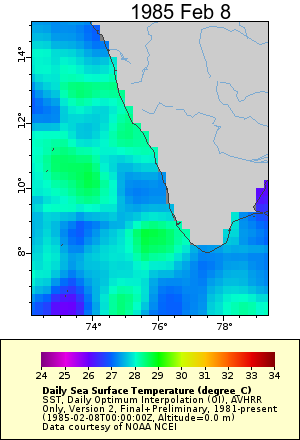 1985 Feb 8
14°
12°
10°
8°
74°
76°
78°
24 25 26 27 28 29 30 31 32 33 34
Daily Sea Surface Temperature (degree_C)
SST, Daily Optimum Interpolation (OI), AVHRR
Only, Version 2, Final+Preliminary, 1981-present
(1985-02-08T00:00:00Z, Altitude=0.0 m)
Data courtesy of NOAA NCEI